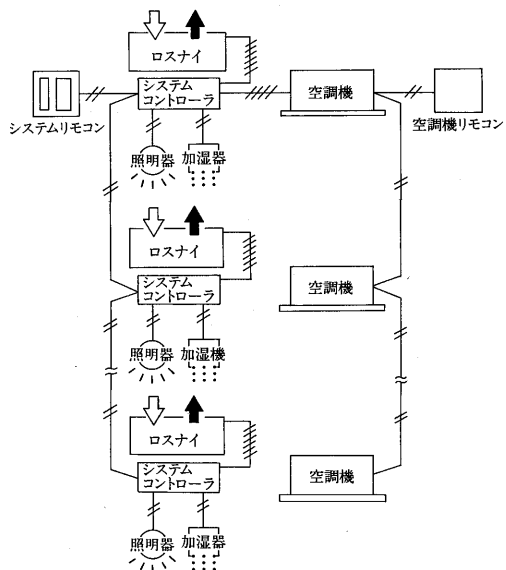 ロスナイ
システムリモコン
システム
コントローラ
空調機
空調機リモコン
照明器
加湿器
ロスナイ
システム
コントローラ
空調機
照明器
加湿機
ロスナイ
システム
コントローラ
空調機
照明器
加湿器